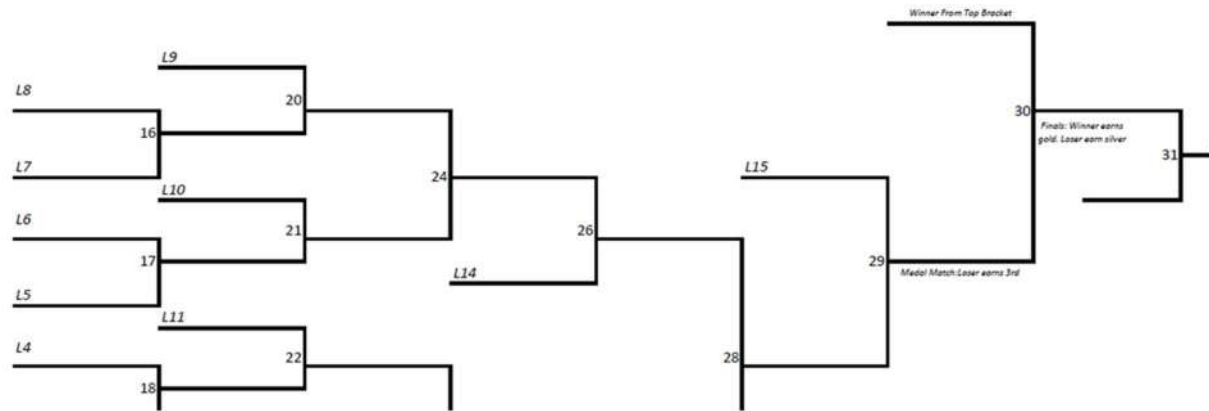 Winner From Top Bracket
L9
L8
20
30
16
Finals: Winner earns
gold. Loser earn silver
31
L7
24
L15
L10
L6
21
26
17
29
L14
Medal Match:Loser earns 3rd
L5
L11
L4
22
28
18